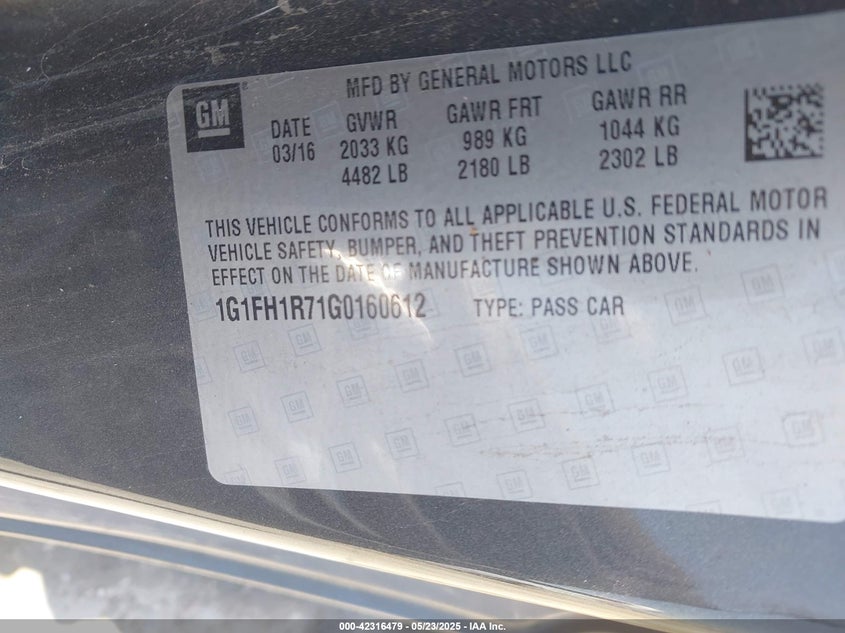 MFD BY GENERAL MOTORS LLC
GM
DATE GVWR GAWR FRT GAWR RR
03/16 2033 KG 989 KG 1044 KG
4482 LB 2180 LB 2302 LB
THIS VEHICLE CONFORMS TO ALL APPLICABLE U.S. FEDERAL MOTOR
VEHICLE SAFETY, BUMPER, AND THEFT PREVENTION STANDARDS IN
EFFECT ON THE DATE OF MANUFACTURE SHOWN ABOVE.
1G1FH1R71G0160612 TYPE: PASS CAR
000-42316479 — 05/23/2025 - IAA Inc.